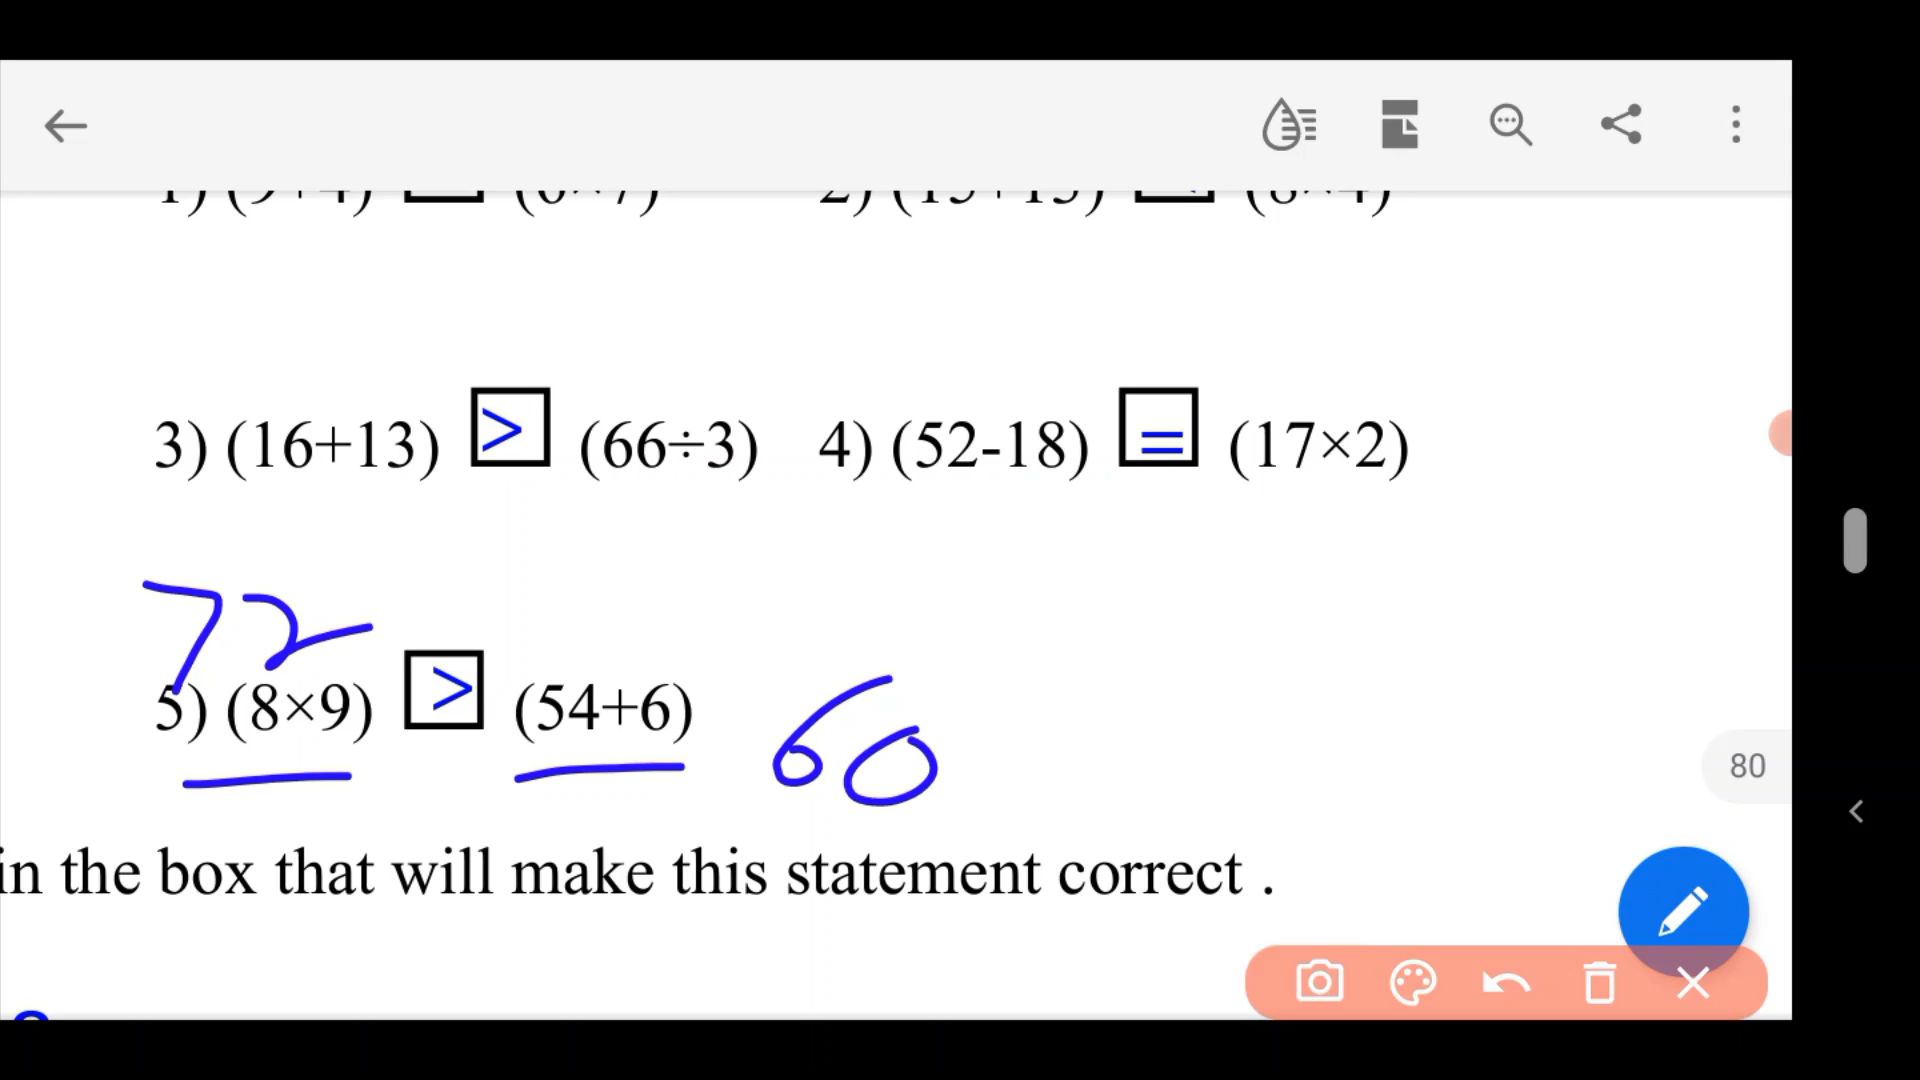 3) (16+13) > (66÷3) 4) (52-18) = (17×2)
72
5) (8×9) > (54+6) 60
80
in the box that will make this statement correct .